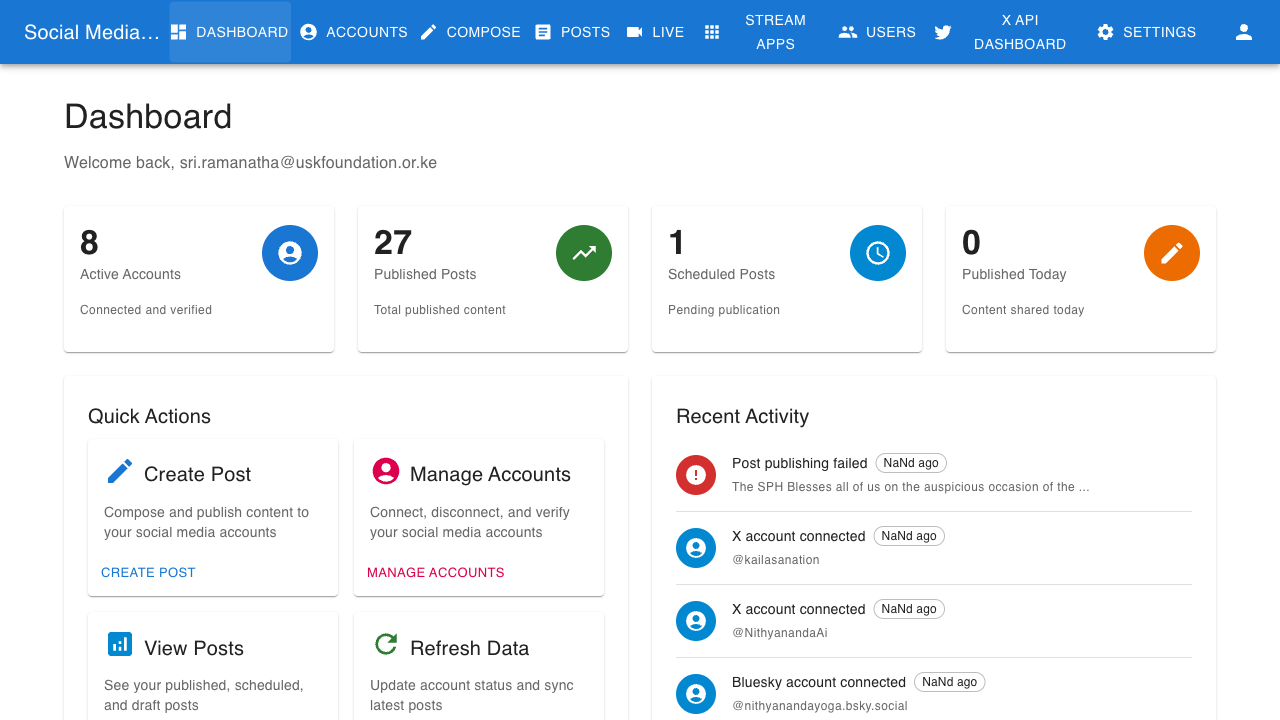 Social Media…
DASHBOARD
ACCOUNTS
COMPOSE
POSTS
LIVE
STREAM
APPS
USERS
X API
DASHBOARD
SETTINGS
Dashboard
Welcome back, sri.ramanatha@uskfoundation.or.ke
8
Active Accounts
Connected and verified
27
Published Posts
Total published content
1
Scheduled Posts
Pending publication
0
Published Today
Content shared today
Quick Actions
Create Post
Compose and publish content to
your social media accounts
CREATE POST
Manage Accounts
Connect, disconnect, and verify
your social media accounts
MANAGE ACCOUNTS
View Posts
See your published, scheduled,
and draft posts
Refresh Data
Update account status and sync
latest posts
Recent Activity
Post publishing failed NaNd ago
The SPH Blesses all of us on the auspicious occasion of the ...
X account connected NaNd ago
@kailasanation
X account connected NaNd ago
@NithyanandaAi
Bluesky account connected NaNd ago
@nithyanandayoga.bsky.social